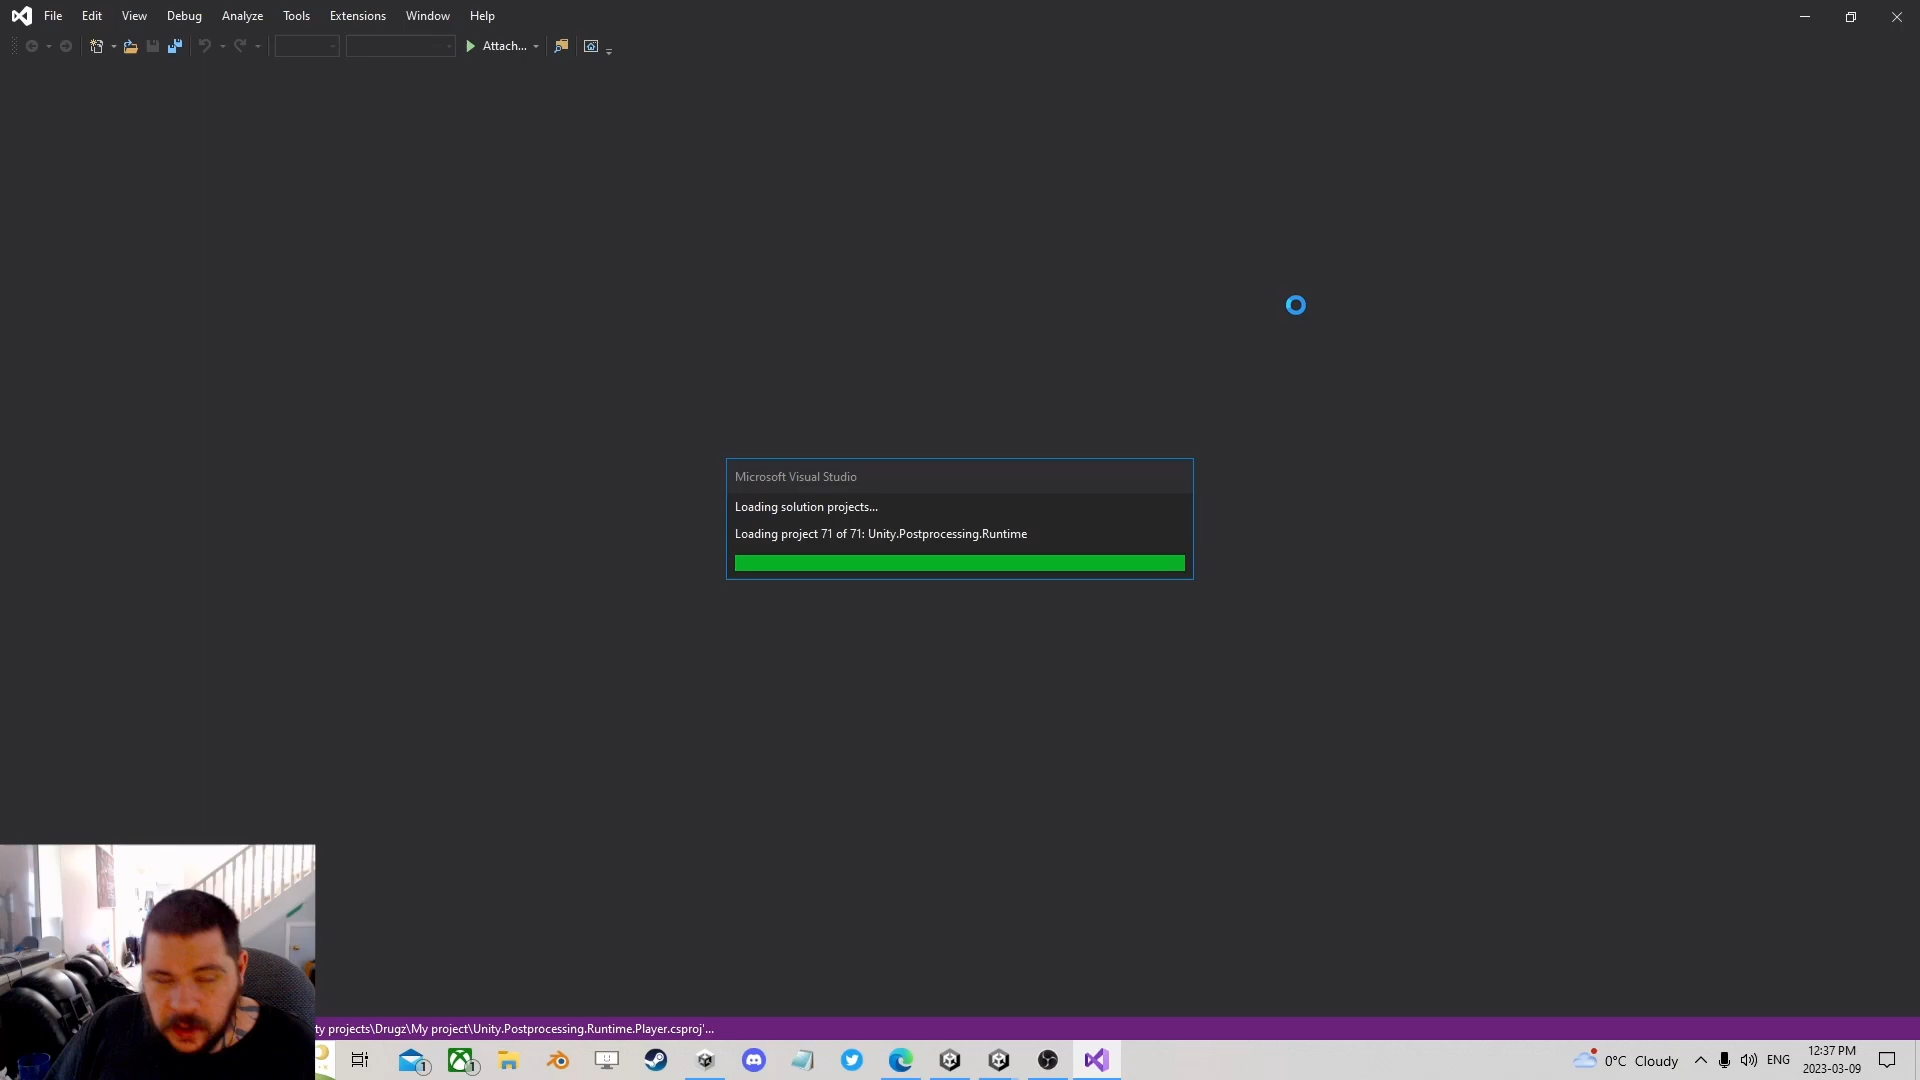 File Edit View Debug Analyze Tools Extensions Window Help
Attach...
Microsoft Visual Studio
Loading solution projects...
Loading project 71 of 71: Unity.Postprocessing.Runtime
ty projects\Drugz\My project\Unity.Postprocessing.Runtime.Player.csproj'...
1
1
0°C Cloudy
ENG
12:37 PM
2023-03-09